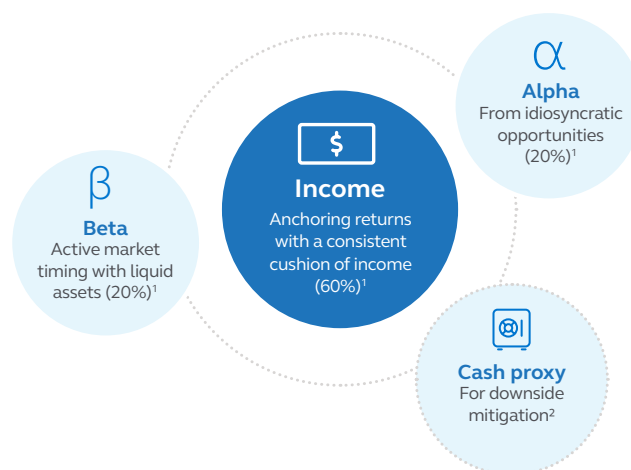 α
Alpha
From idiosyncratic
opportunities
(20%)¹
$
Income
Anchoring returns
with a consistent
cushion of income
(60%)¹
β
Beta
Active market
timing with liquid
assets (20%)¹
Cash proxy
For downside
mitigation²